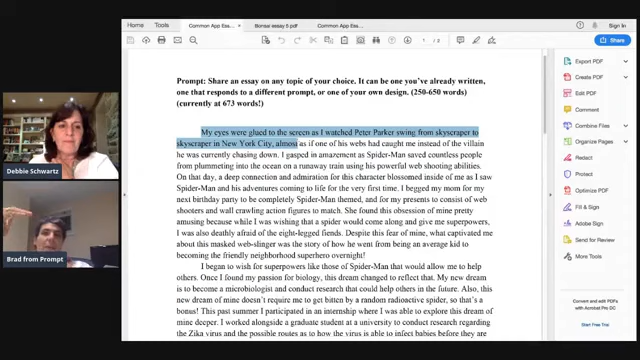 Home Tools Common App Ess... × Bonsai essay 5.pdf Common App Ess... Sign In
1 / 2
Share
Prompt: Share an essay on any topic of your choice. It can be one you've already written,
one that responds to a different prompt, or one of your own design. (250-650 words)
(currently at 673 words!)
My eyes were glued to the screen as I watched Peter Parker swing from skyscraper to
skyscraper in New York City, almost as if one of his webs had caught me instead of the villain
he was currently chasing down. I gasped in amazement as Spider-Man saved countless people
from plummeting into the ocean on a runaway train using his powerful web shooting abilities.
On that day, a deep connection and admiration for this character blossomed inside of me as I saw
Spider-Man and his adventures coming to life for the very first time. I begged my mom for my
next birthday party to be completely Spider-Man themed, and for my presents to consist of web
shooters and wall crawling action figures to match. She found this obsession of mine pretty
amusing because while I was wishing that a spider would come along and give me superpowers,
I was also deathly afraid of the eight-legged fiends. Despite this fear of mine, what captivated me
about this masked web-slinger was the story of how he went from being an average kid to
becoming the friendly neighborhood superhero overnight!
I began to wish for superpowers like those of Spider-Man that would allow me to help
others. Once I found my passion for biology, this dream changed to reflect that. My new dream
is to become a microbiologist and conduct research that could help others in the future. Also, this
new dream of mine doesn't require me to get bitten by a random radioactive spider, so that's a
bonus! This past summer I participated in an internship where I was able to explore this dream of
mine deeper. I worked alongside a graduate student at a university to conduct research regarding
the Zika virus and the possible routes as to how the virus is able to infect babies before they are
Export PDF
Create PDF
Edit PDF
Comment
Combine Files
Organize Pages
Redact
Protect
Optimize PDF
Fill & Sign
Adobe Sign
Send for Review
More Tools
Convert and edit PDFs
with Acrobat Pro DC
Start Free Trial
Debbie Schwartz
Brad from Prompt